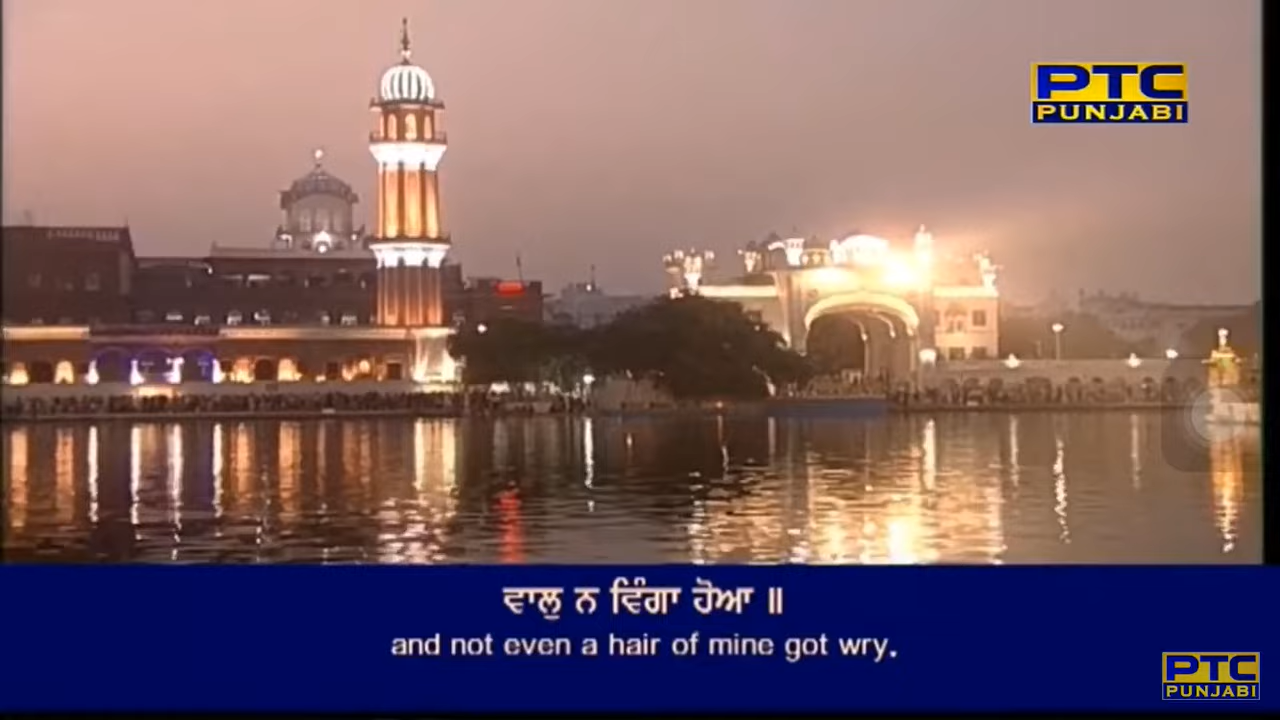 PTC
PUNJABI
ਵਾਲੁ ਨ ਵਿੰਗਾ ਹੋਆ ॥
and not even a hair of mine got wry.
PTC
PUNJABI